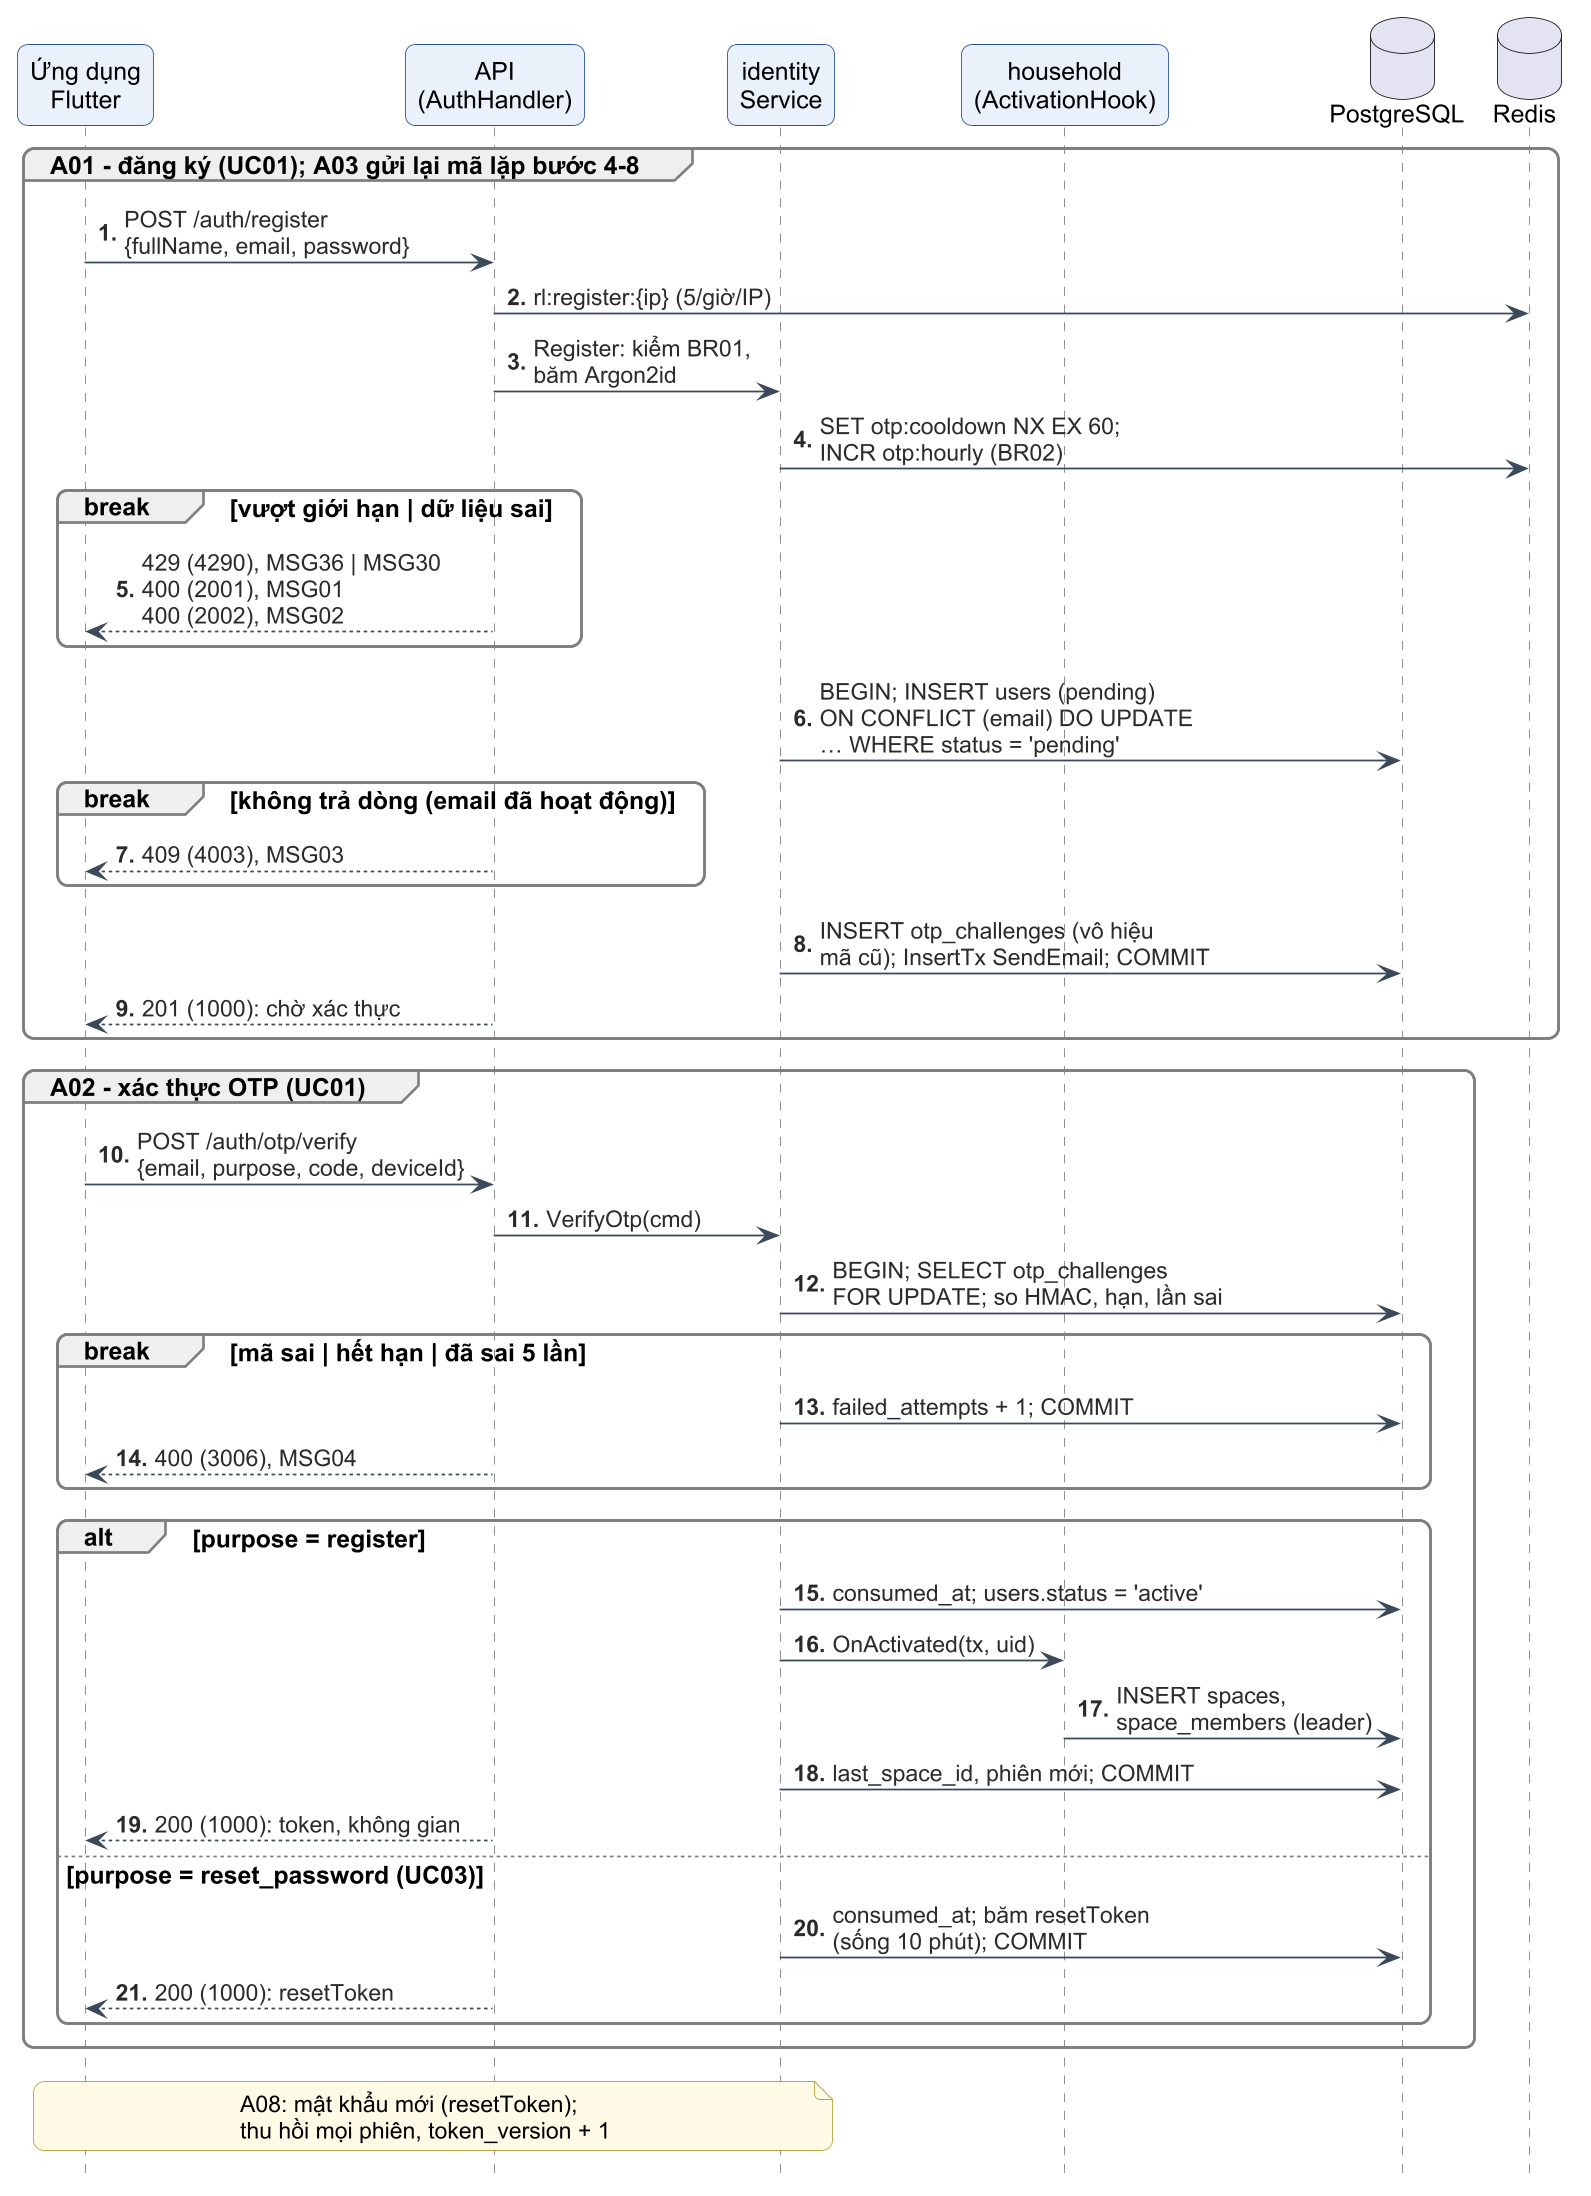 Ứng dụng
Flutter
API
(AuthHandler)
identity
Service
household
(ActivationHook)
PostgreSQL
Redis
A01 - đăng ký (UC01); A03 gửi lại mã lặp bước 4-8
1. POST /auth/register
{fullName, email, password}
2. rl:register:{ip} (5/giờ/IP)
3. Register: kiểm BR01,
băm Argon2id
4. SET otp:cooldown NX EX 60;
INCR otp:hourly (BR02)
break [vượt giới hạn | dữ liệu sai]
429 (4290), MSG36 | MSG30
5. 400 (2001), MSG01
400 (2002), MSG02
BEGIN; INSERT users (pending)
6. ON CONFLICT (email) DO UPDATE
… WHERE status = 'pending'
break [không trả dòng (email đã hoạt động)]
7. 409 (4003), MSG03
8. INSERT otp_challenges (vô hiệu
mã cũ); InsertTx SendEmail; COMMIT
9. 201 (1000): chờ xác thực
A02 - xác thực OTP (UC01)
10. POST /auth/otp/verify
{email, purpose, code, deviceId}
11. VerifyOtp(cmd)
12. BEGIN; SELECT otp_challenges
FOR UPDATE; so HMAC, hạn, lần sai
break [mã sai | hết hạn | đã sai 5 lần]
13. failed_attempts + 1; COMMIT
14. 400 (3006), MSG04
alt [purpose = register]
15. consumed_at; users.status = 'active'
16. OnActivated(tx, uid)
17. INSERT spaces,
space_members (leader)
18. last_space_id, phiên mới; COMMIT
19. 200 (1000): token, không gian
[purpose = reset_password (UC03)]
20. consumed_at; băm resetToken
(sống 10 phút); COMMIT
21. 200 (1000): resetToken
A08: mật khẩu mới (resetToken);
thu hồi mọi phiên, token_version + 1